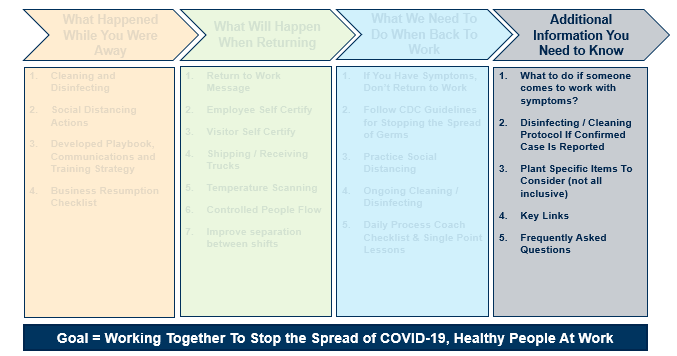 What Happened
While You Were
Away
What Will Happen
When Returning
What We Need To
Do When Back To
Work
Additional
Information You
Need to Know
1. Cleaning and
Disinfecting
2. Social Distancing
Actions
3. Developed Playbook,
Communications and
Training Strategy
4. Business Resumption
Checklist
1. Return to Work
Message
2. Employee Self Certify
3. Visitor Self Certify
4. Shipping / Receiving
Trucks
5. Temperature Scanning
6. Controlled People Flow
7. Improve separation
between shifts
1. If You Have Symptoms,
Don't Return to Work
2. Follow CDC Guidelines
for Stopping the Spread
of Germs
3. Practice Social
Distancing
4. Ongoing Cleaning /
Disinfecting
5. Daily Process Coach
Checklist & Single Point
Lessons
1. What to do if someone
comes to work with
symptoms?
2. Disinfecting / Cleaning
Protocol If Confirmed
Case Is Reported
3. Plant Specific Items To
Consider (not all
inclusive)
4. Key Links
5. Frequently Asked
Questions
Goal = Working Together To Stop the Spread of COVID-19, Healthy People At Work